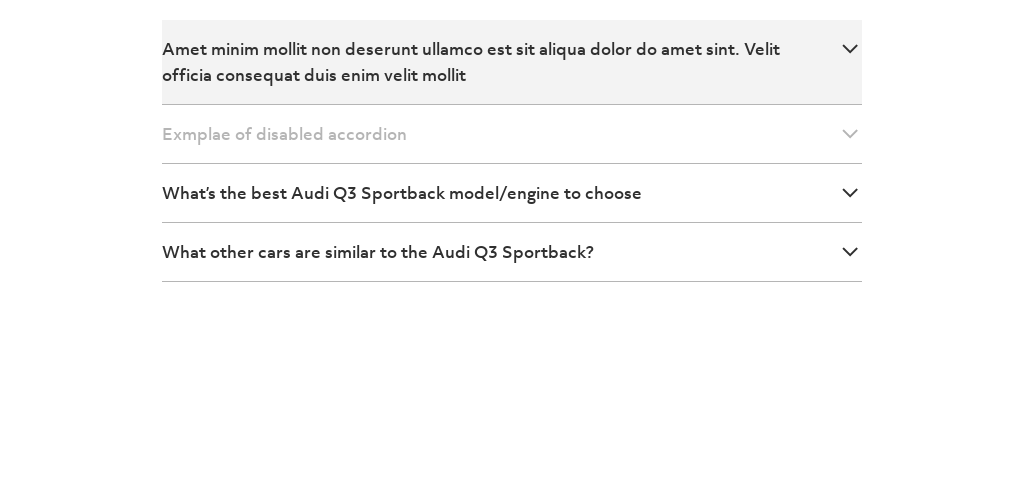 Amet minim mollit non deserunt ullamco est sit aliqua dolor do amet sint. Velit
officia consequat duis enim velit mollit
Exmplae of disabled accordion
What's the best Audi Q3 Sportback model/engine to choose
What other cars are similar to the Audi Q3 Sportback?